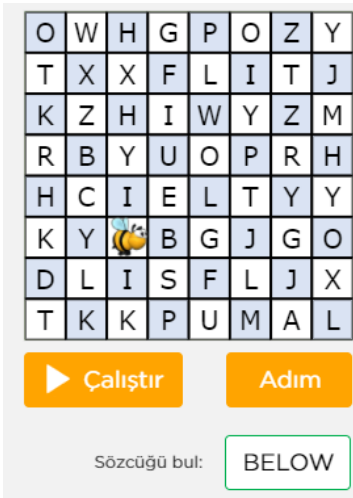 O W H G P O Z Y
T X X F L I T J
K Z H I W Y Z M
R B Y U O P R H
H C I E L T Y Y
K Y B G J G O
D L I S F L J X
T K K P U M A L
Çalıştır Adım
Sözcüğü bul: BELOW